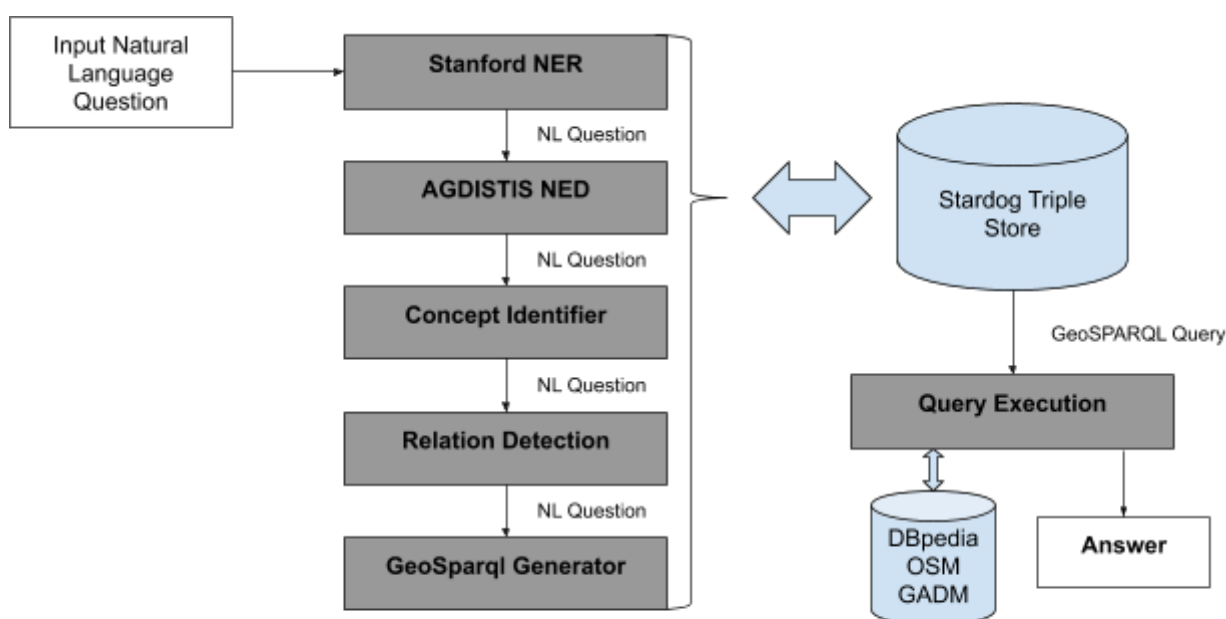 Input Natural
Language
Question
Stanford NER
NL Question
AGDISTIS NED
NL Question
Concept Identifier
NL Question
Relation Detection
NL Question
GeoSparql Generator
Stardog Triple
Store
GeoSPARQL Query
Query Execution
DBpedia
OSM
GADM
Answer